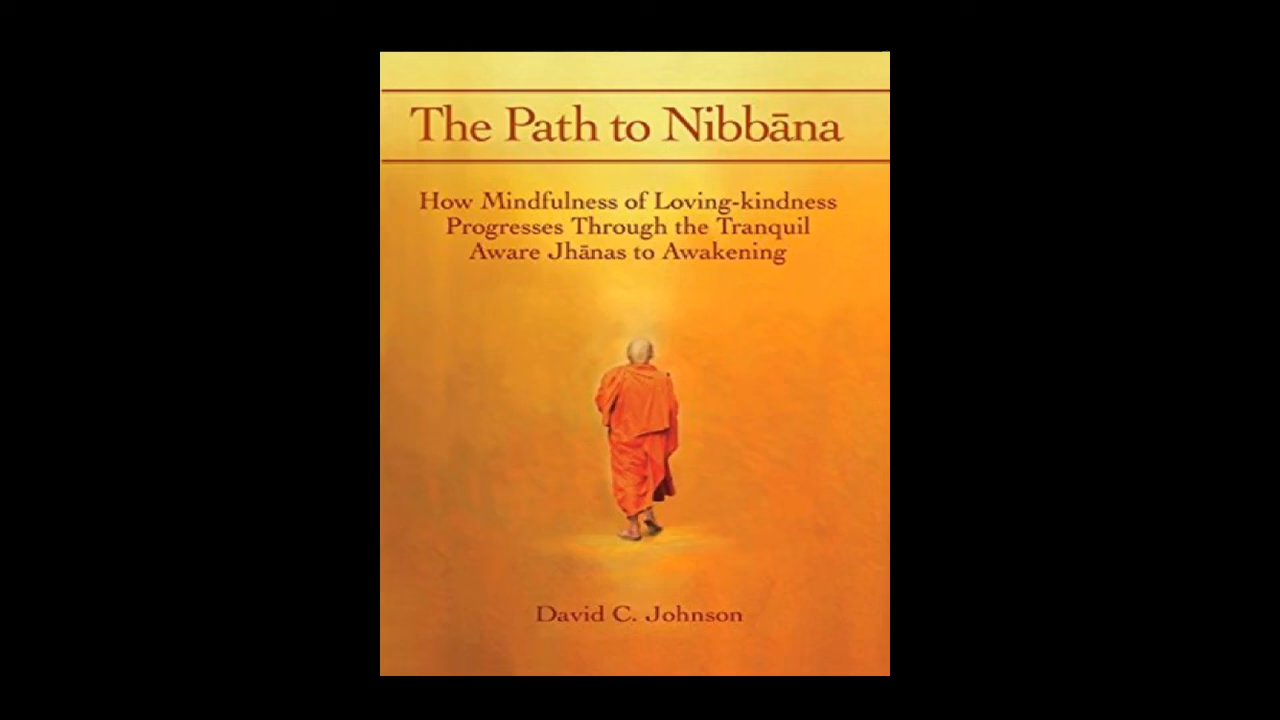 The Path to Nibbāna
How Mindfulness of Loving-kindness
Progresses Through the Tranquil
Aware Jhānas to Awakening
David C. Johnson